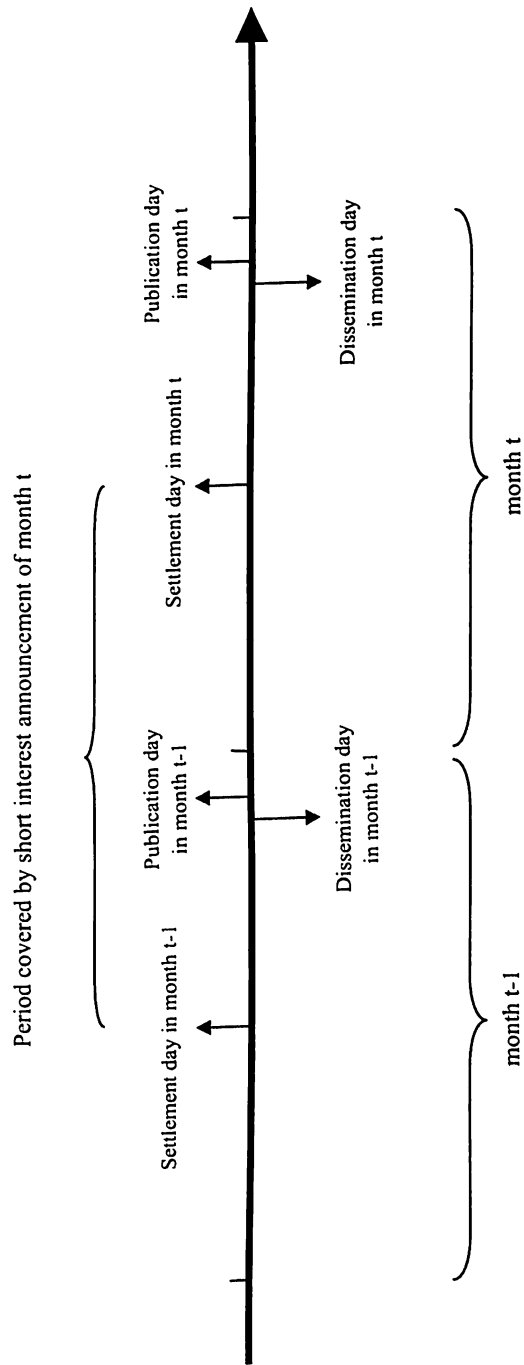 Period covered by short interest announcement of month t
Settlement day in month t-1
Publication day
in month t-1
Settlement day in month t
Publication day
in month t
Dissemination day
in month t-1
Dissemination day
in month t
month t-1
month t